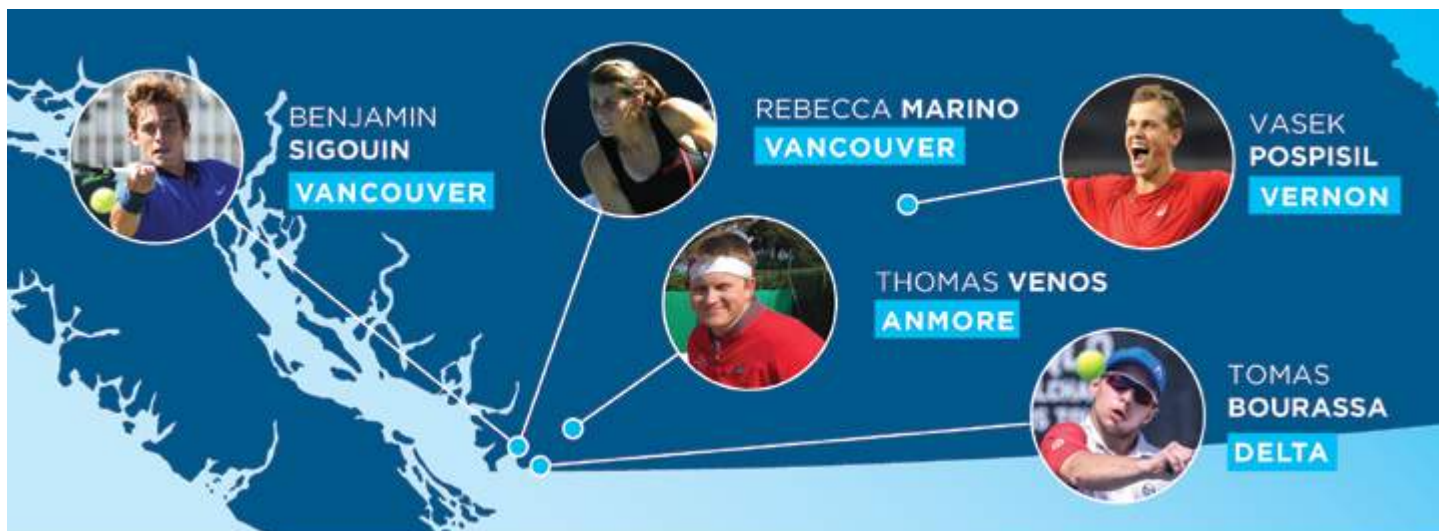 BENJAMIN
SIGOUIN
VANCOUVER
REBECCA MARINO
VANCOUVER
VASEK
POSPISIL
VERNON
THOMAS VENOS
ANMORE
TOMAS
BOURASSA
DELTA